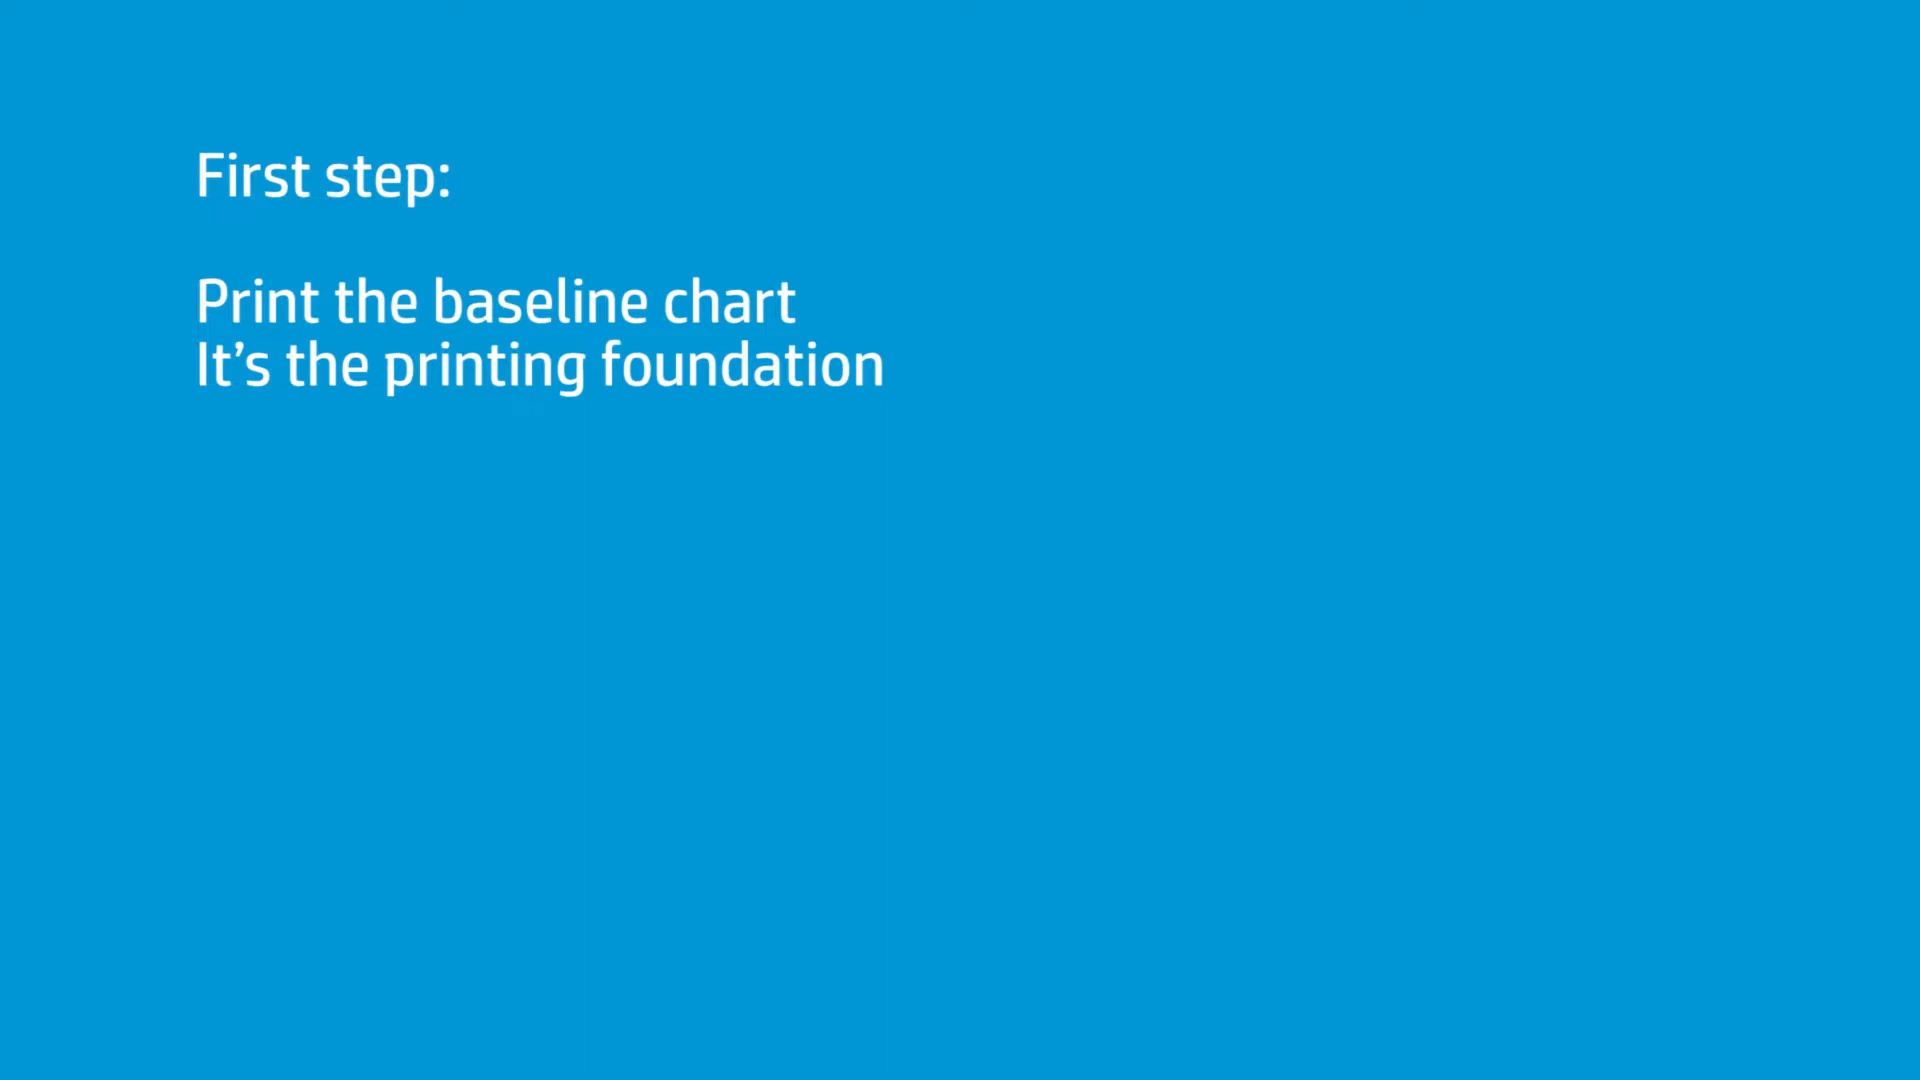 First step:
Print the baseline chart
It’s the printing foundation